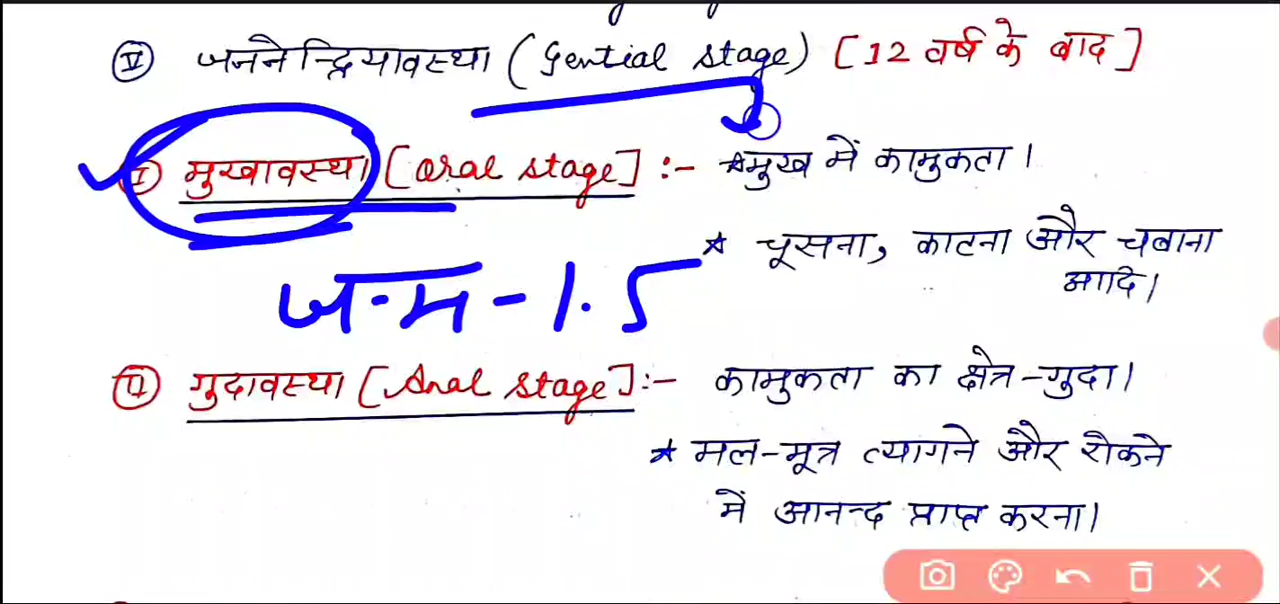 Ⓥ जननेन्द्रियावस्था (Gential stage) [12 वर्ष के बाद]
Ⓘ मुखावस्था [Oral stage] :- *मुख में कामुकता।
* चूसना, काटना और चबाना
आदि।
जन्म - 1.5
Ⅱ गुदावस्था [Anal stage] :- कामुकता का क्षेत्र-गुदा।
* मल-मूत्र त्यागने और रोकने
में आनन्द प्राप्त करना।